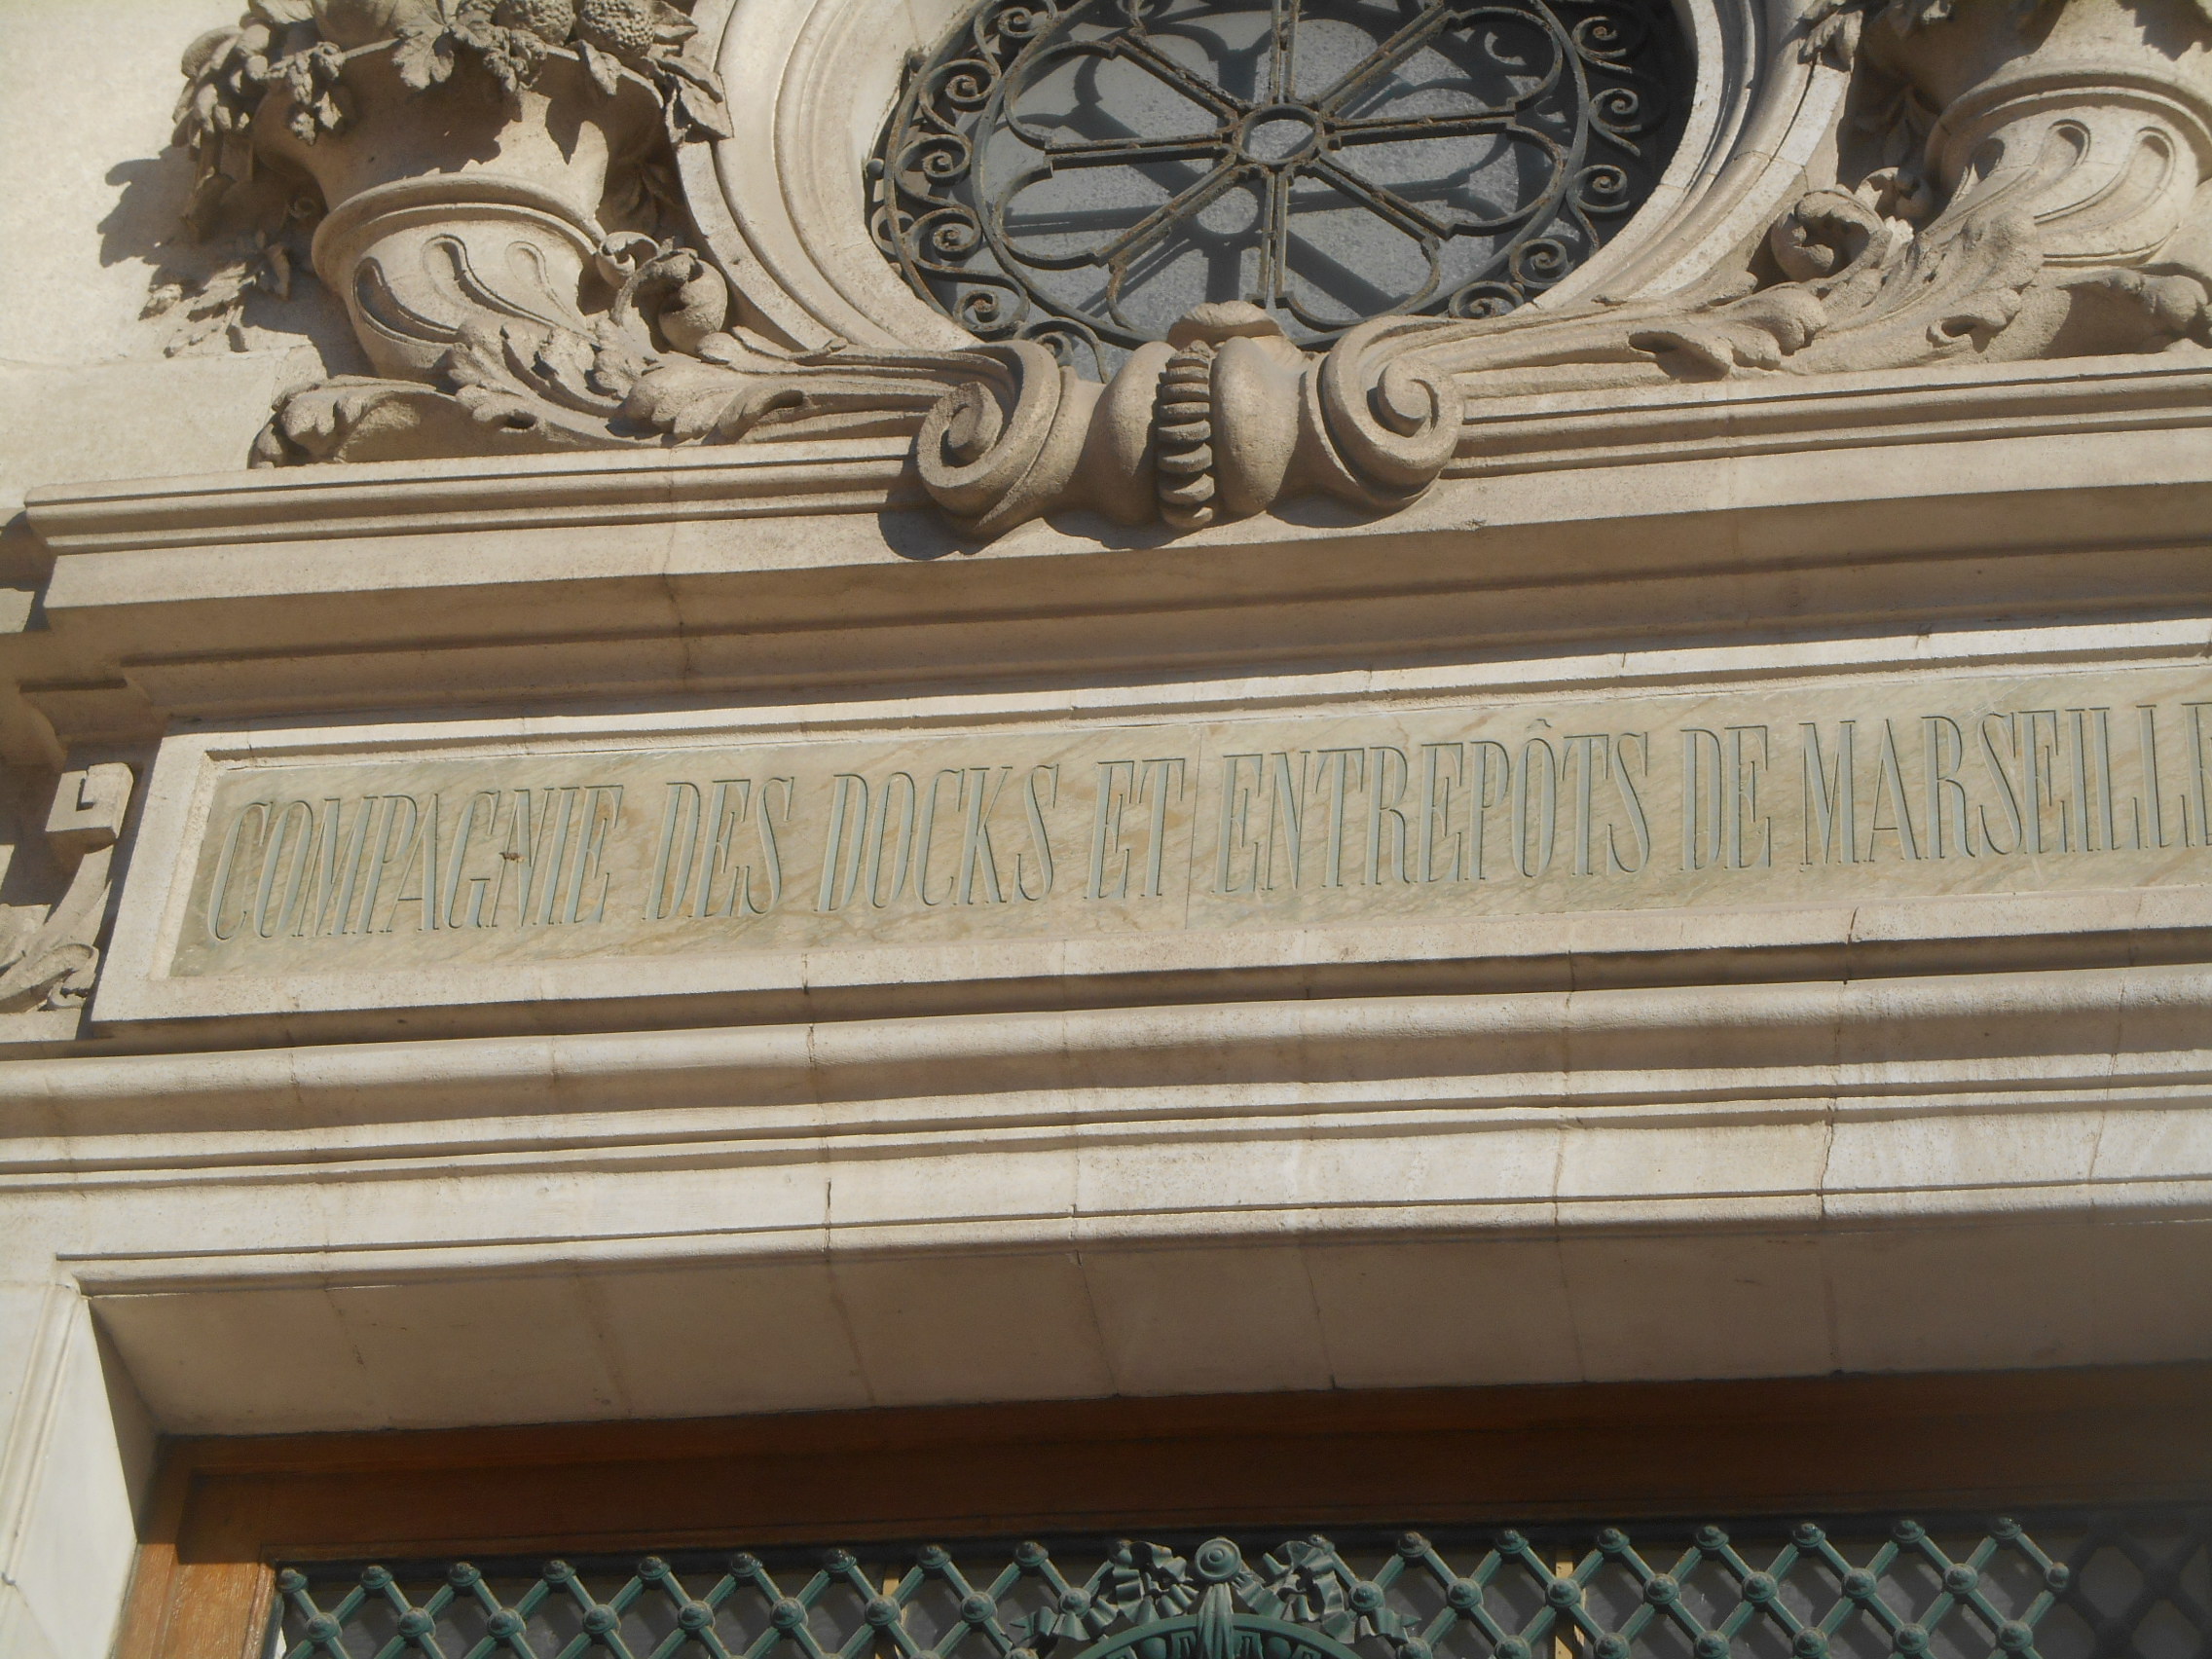 COMPAGNIE DES DOCKS ET ENTREPÔTS DE MARSEILLE